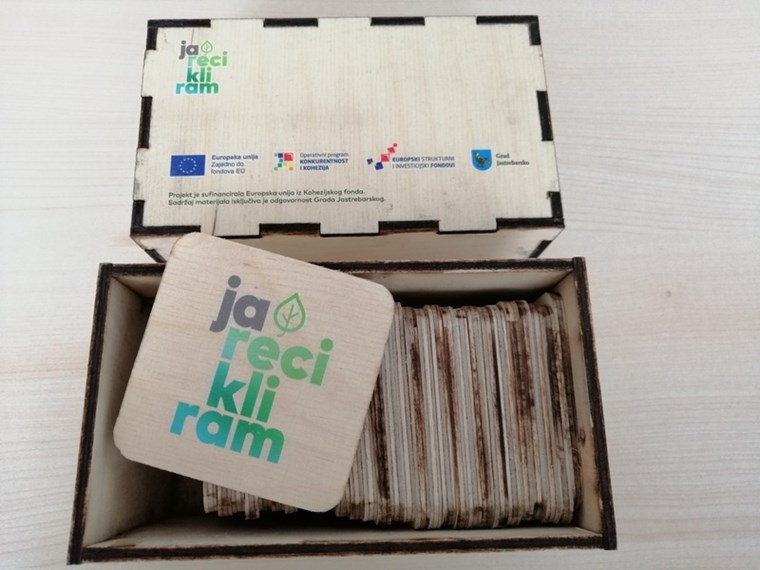 ja
reci
kli
ram
Europska unija
Zajedno do
fondova EU
Operativni program
KONKURENTNOST
I KOHEZIJA
EUROPSKI STRUKTURNI
I INVESTICIJSKI FONDOVI
Grad
Jastrebarsko
Projekt je sufinancirala Europska unija iz Kohezijskog fonda.
Sadržaj materijala isključiva je odgovornost Grada Jastrebarskog.
ja
reci
kli
ram